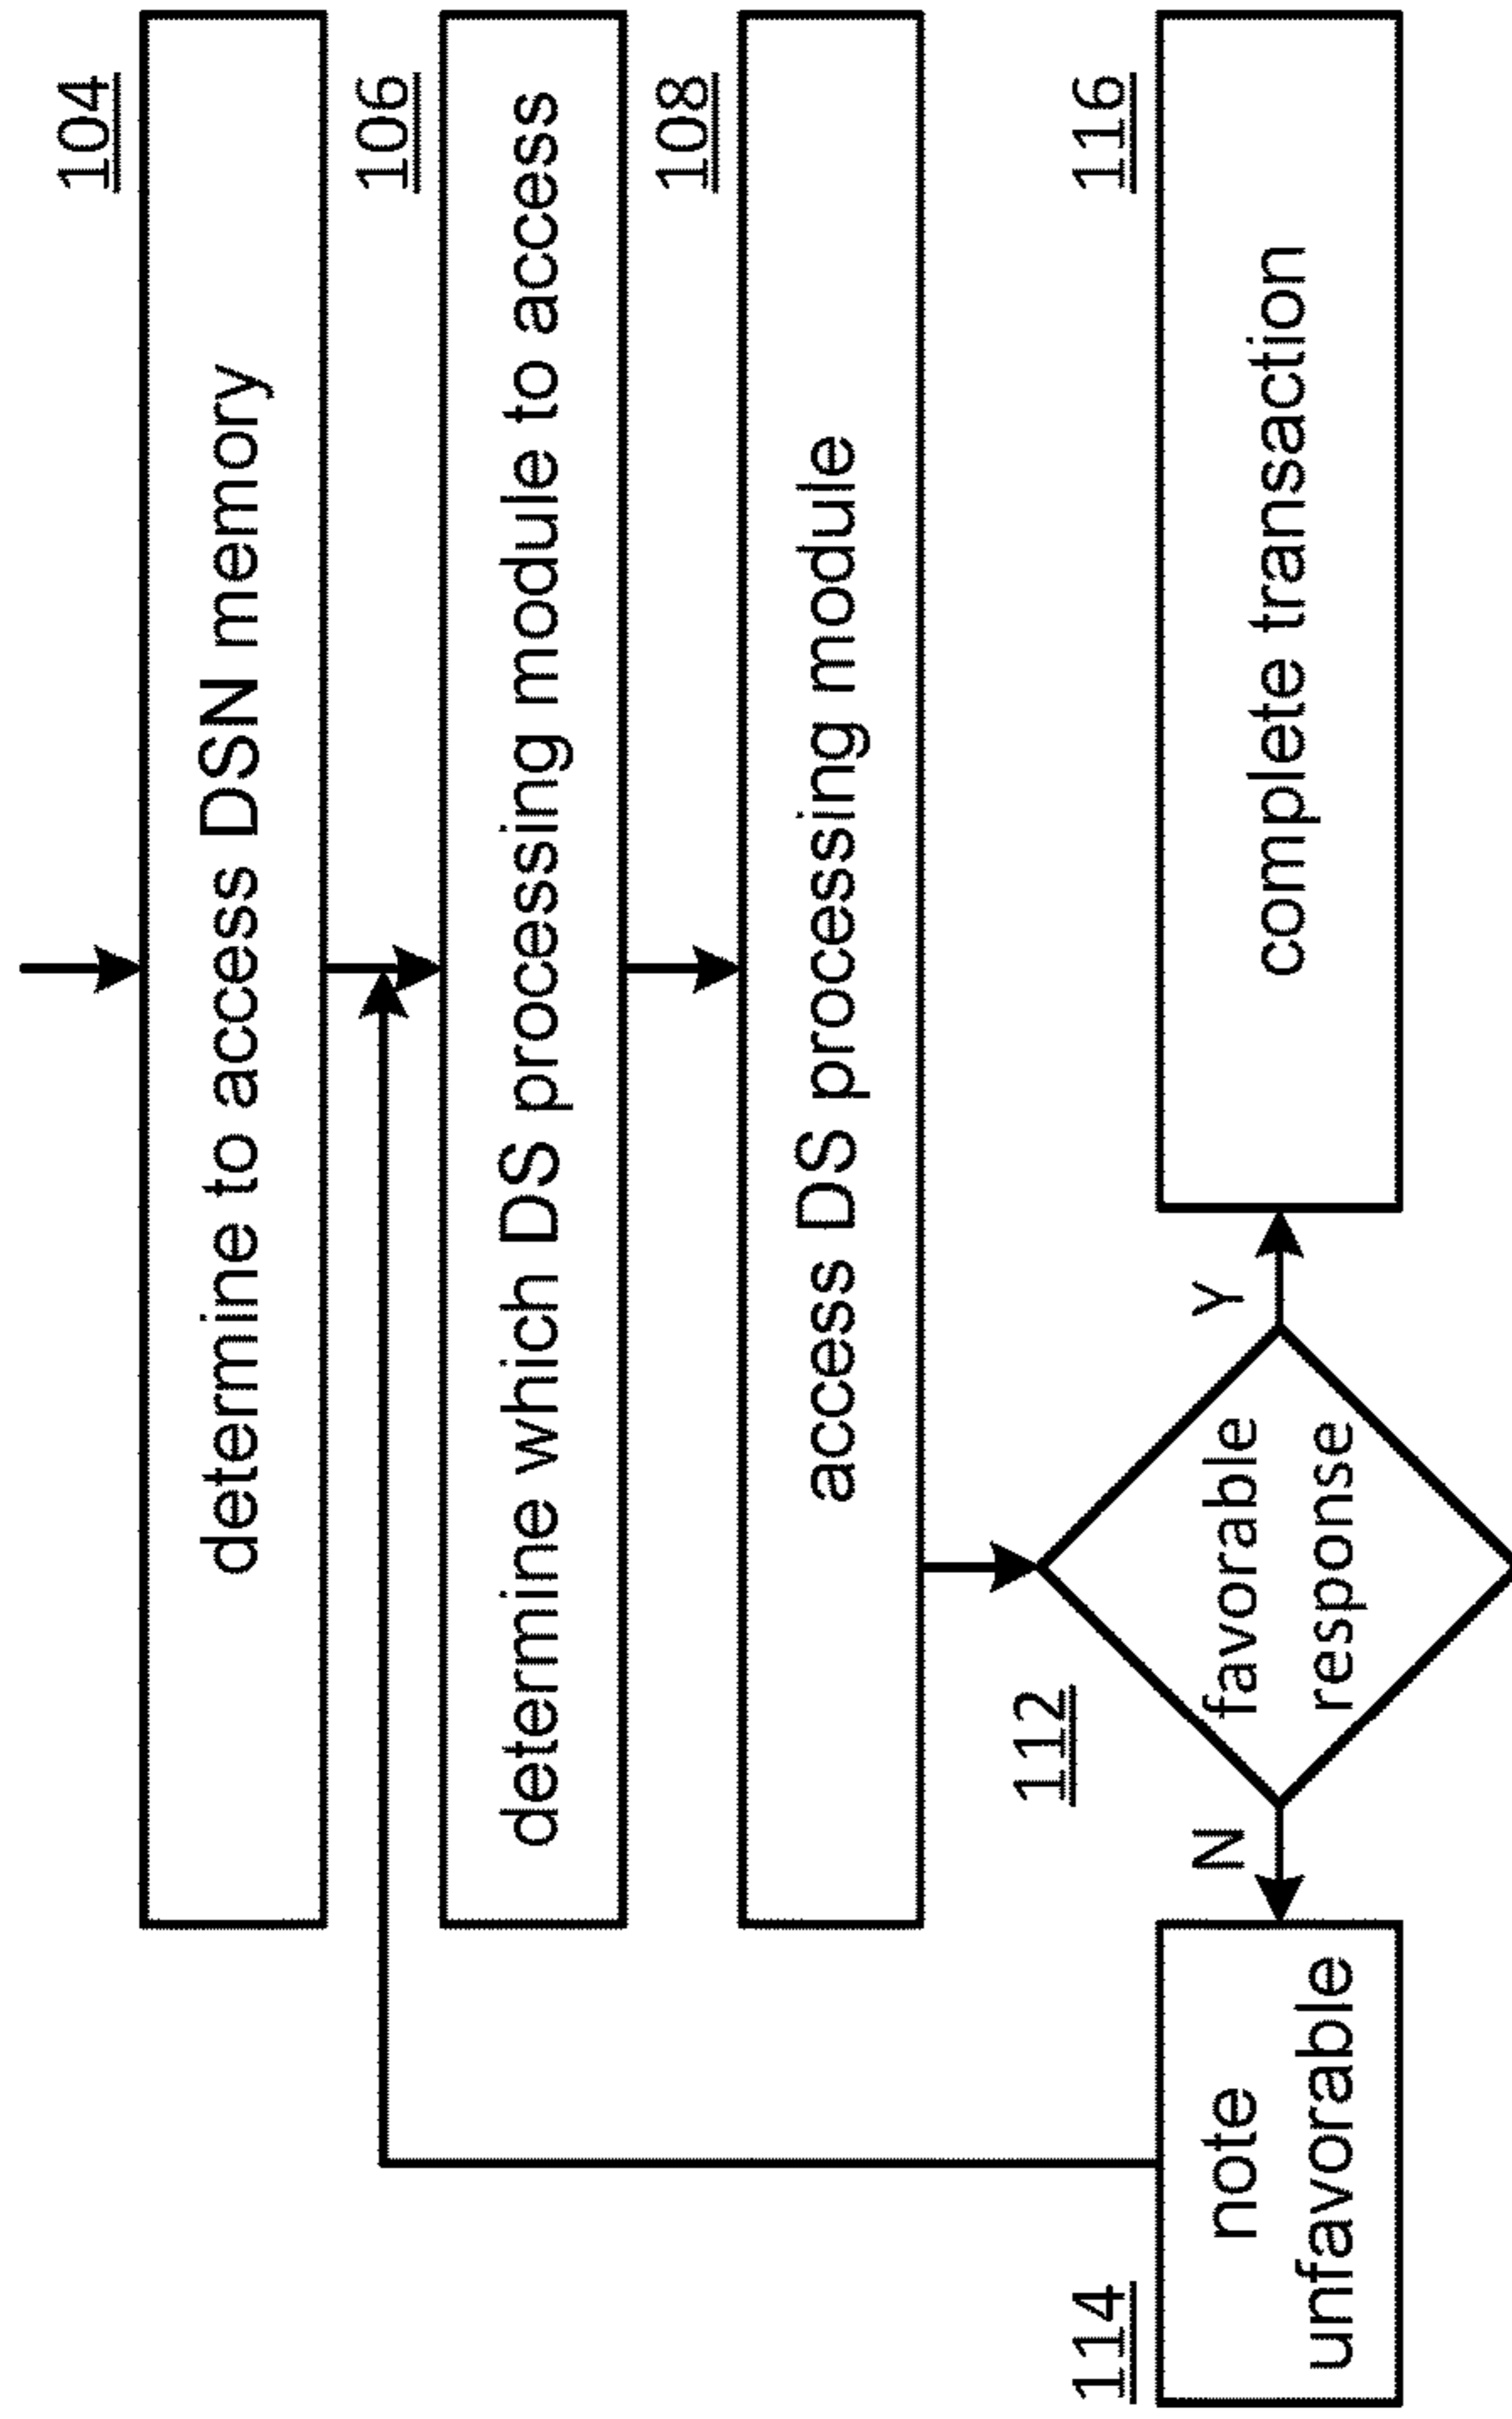 104
determine to access DSN memory
106
determine which DS processing module to access
108
access DS processing module
112
favorable
response
N
Y
114
note
unfavorable
116
complete transaction